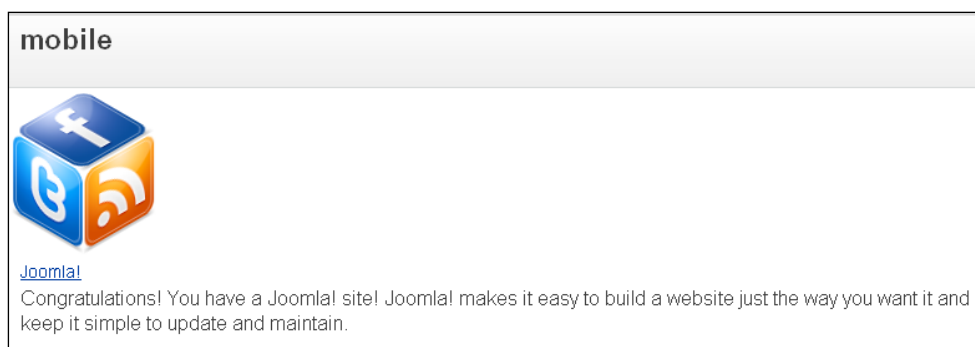 mobile
Joomla!
Congratulations! You have a Joomla! site! Joomla! makes it easy to build a website just the way you want it and
keep it simple to update and maintain.